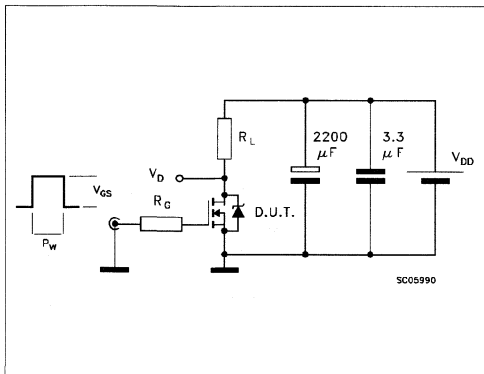 R_L
2200 μF
3.3 μF
V_DD
V_D
V_GS
R_G
D.U.T.
P_W
SC05990